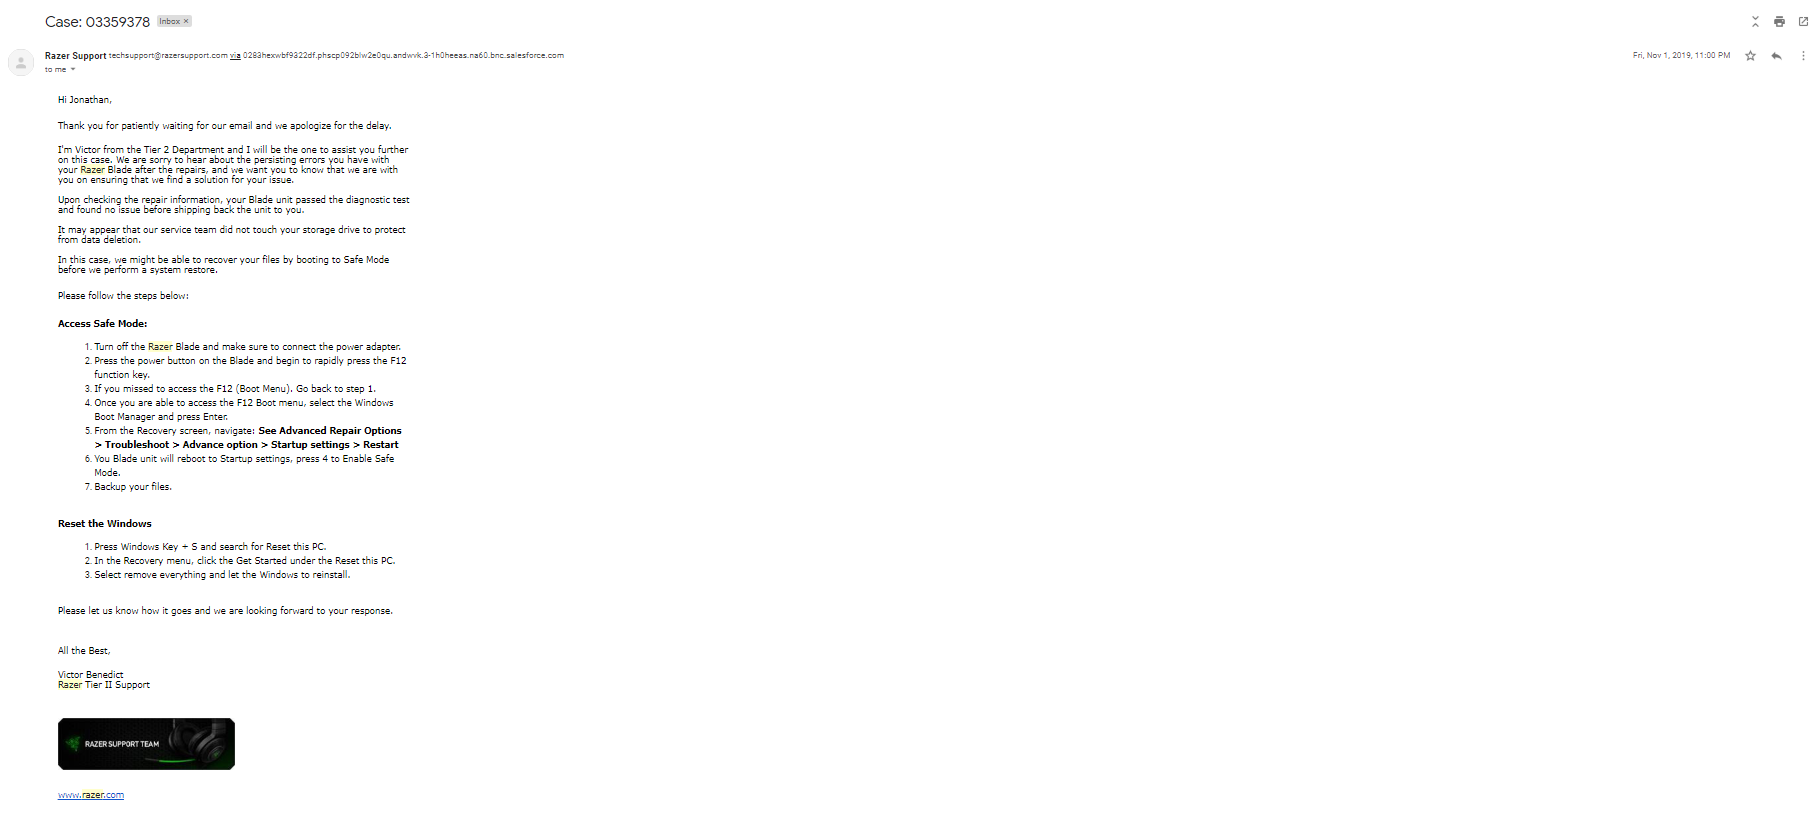 Case: 03359378 Inbox ×
Razer Support techsupport@razersupport.com via 0283hexwbf9322df.phscp092blw2e0qu.andwvk.3-1h0heeas.na60.bnc.salesforce.com
Fri, Nov 1, 2019, 11:00 PM
to me
Hi Jonathan,
Thank you for patiently waiting for our email and we apologize for the delay.
I'm Victor from the Tier 2 Department and I will be the one to assist you further
on this case. We are sorry to hear about the persisting errors you have with
your Razer Blade after the repairs, and we want you to know that we are with
you on ensuring that we find a solution for your issue.
Upon checking the repair information, your Blade unit passed the diagnostic test
and found no issue before shipping back the unit to you.
It may appear that our service team did not touch your storage drive to protect
from data deletion.
In this case, we might be able to recover your files by booting to Safe Mode
before we perform a system restore.
Please follow the steps below:
Access Safe Mode:
1. Turn off the Razer Blade and make sure to connect the power adapter.
2. Press the power button on the Blade and begin to rapidly press the F12
function key.
3. If you missed to access the F12 (Boot Menu). Go back to step 1.
4. Once you are able to access the F12 Boot menu, select the Windows
Boot Manager and press Enter.
5. From the Recovery screen, navigate: See Advanced Repair Options
> Troubleshoot > Advance option > Startup settings > Restart
6. You Blade unit will reboot to Startup settings, press 4 to Enable Safe
Mode.
7. Backup your files.
Reset the Windows
1. Press Windows Key + S and search for Reset this PC.
2. In the Recovery menu, click the Get Started under the Reset this PC.
3. Select remove everything and let the Windows to reinstall.
Please let us know how it goes and we are looking forward to your response.
All the Best,
Victor Benedict
Razer Tier II Support
RAZER SUPPORT TEAM
www.razer.com